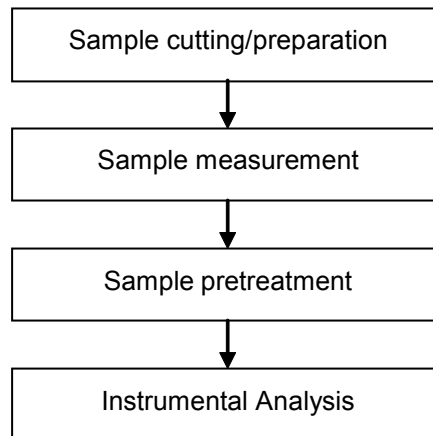 Sample cutting/preparation
Sample measurement
Sample pretreatment
Instrumental Analysis